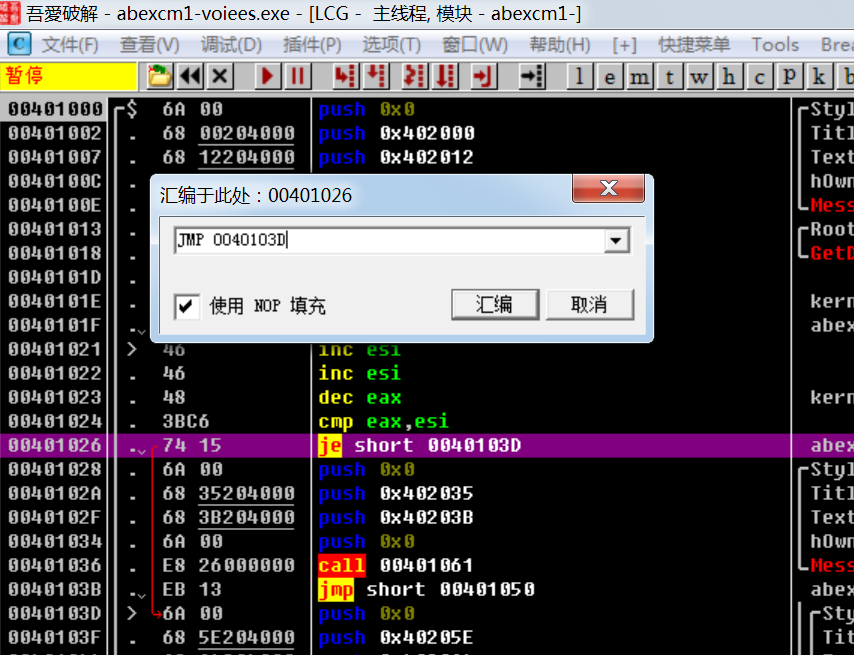 吾愛破解 - abexcm1-voiees.exe - [LCG - 主线程, 模块 - abexcm1-]
C 文件(F) 查看(V) 调试(D) 插件(P) 选项(T) 窗口(W) 帮助(H) [+] 快捷菜单 Tools Brea
暂停 l e m t w h c P k b
00401000 $ 6A 00 push 0x0 Styl
00401002 . 68 00204000 push 0x402000 Titl
00401007 . 68 12204000 push 0x402012 Text
0040100C . hOwn
0040100E . Mess
00401013 . Root
00401018 . GetD
0040101D .
0040101E . kern
0040101F . abex
汇编于此处：00401026
JMP 0040103D
使用 NOP 填充 汇编 取消
00401021 > 46 inc esi
00401022 . 46 inc esi
00401023 . 48 dec eax kern
00401024 . 3BC6 cmp eax,esi
00401026 . 74 15 je short 0040103D abex
00401028 . 6A 00 push 0x0 Styl
0040102A . 68 35204000 push 0x402035 Titl
0040102F . 68 3B204000 push 0x40203B Text
00401034 . 6A 00 push 0x0 hOwn
00401036 . E8 26000000 call 00401061 Mess
0040103B . EB 13 jmp short 00401050 abex
0040103D > 6A 00 push 0x0 Sty
0040103F . 68 5E204000 push 0x40205E Tit